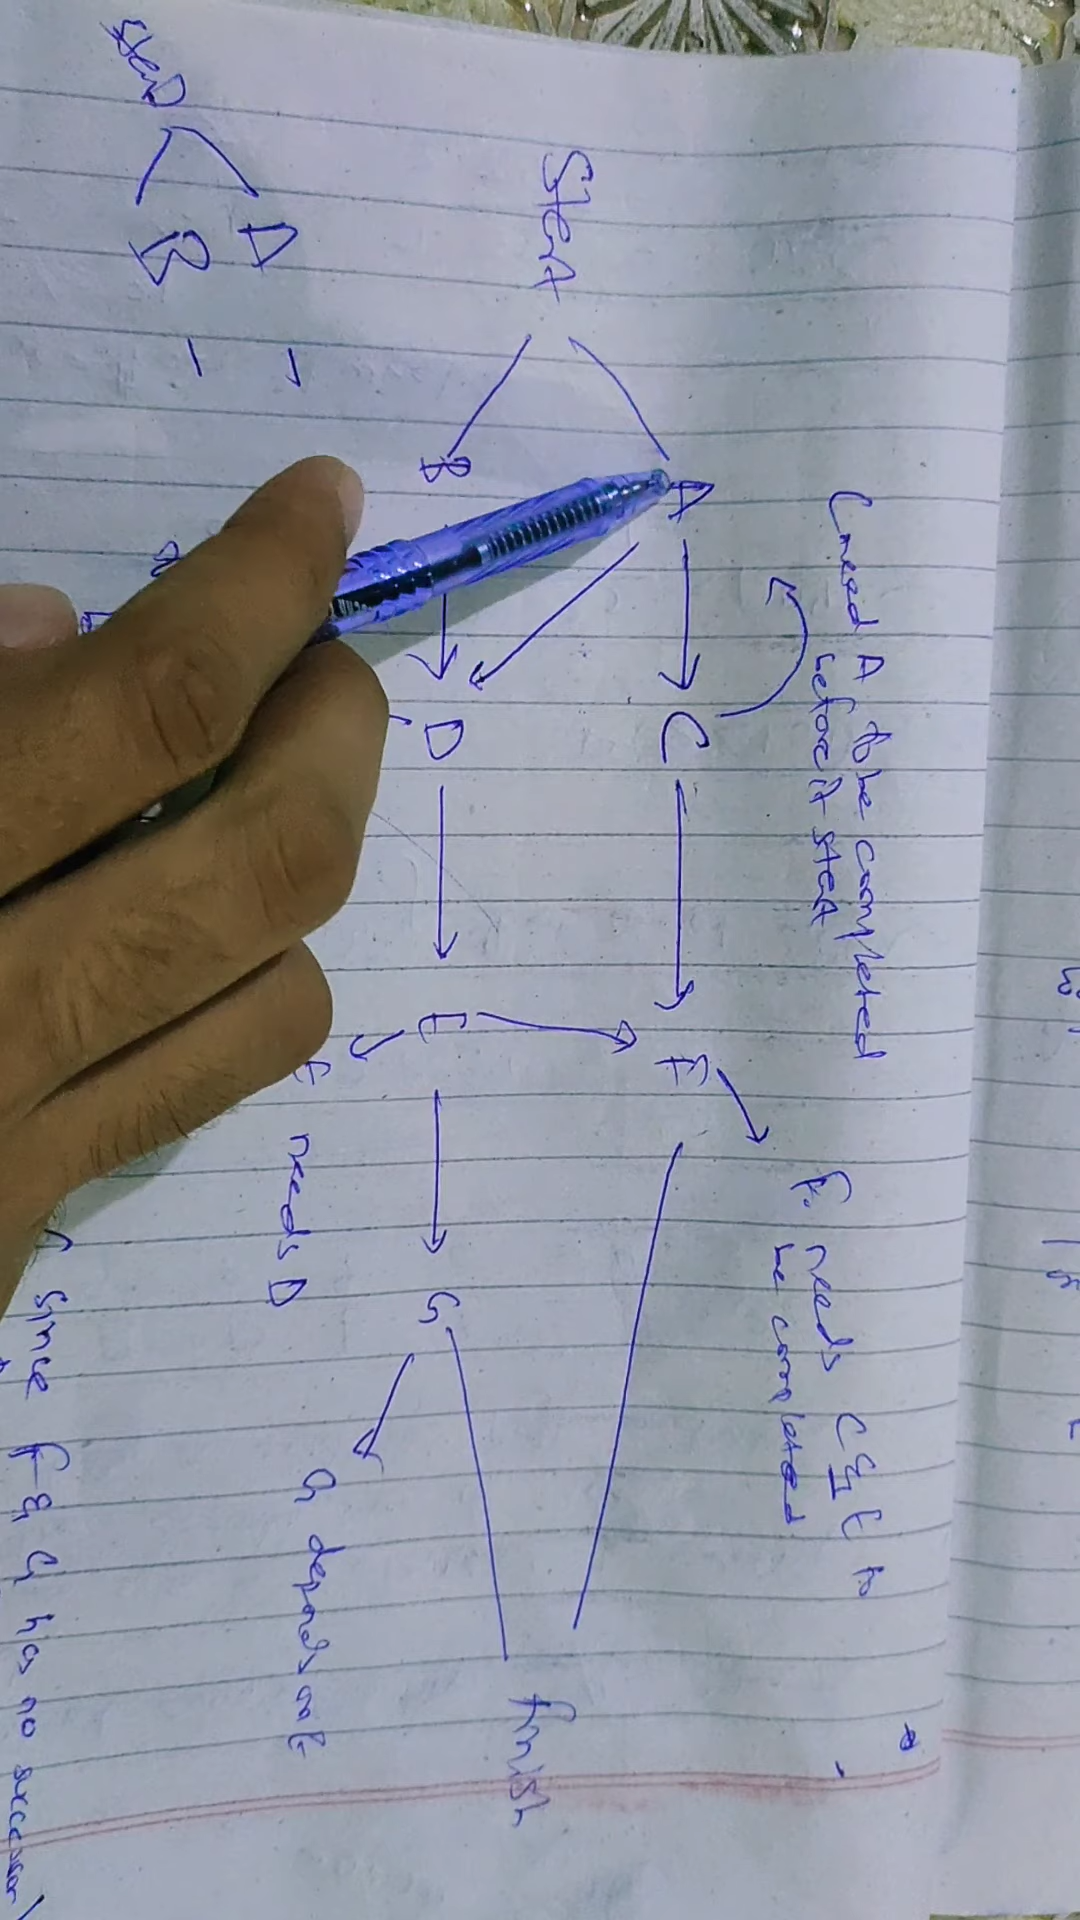 C need A to be completed
before it start
Start
A
C
F
F. needs C & E to
be completed
B
D
E
G
finish
E needs D
G depends on E
Start
A -
B -
since F & G has no successor